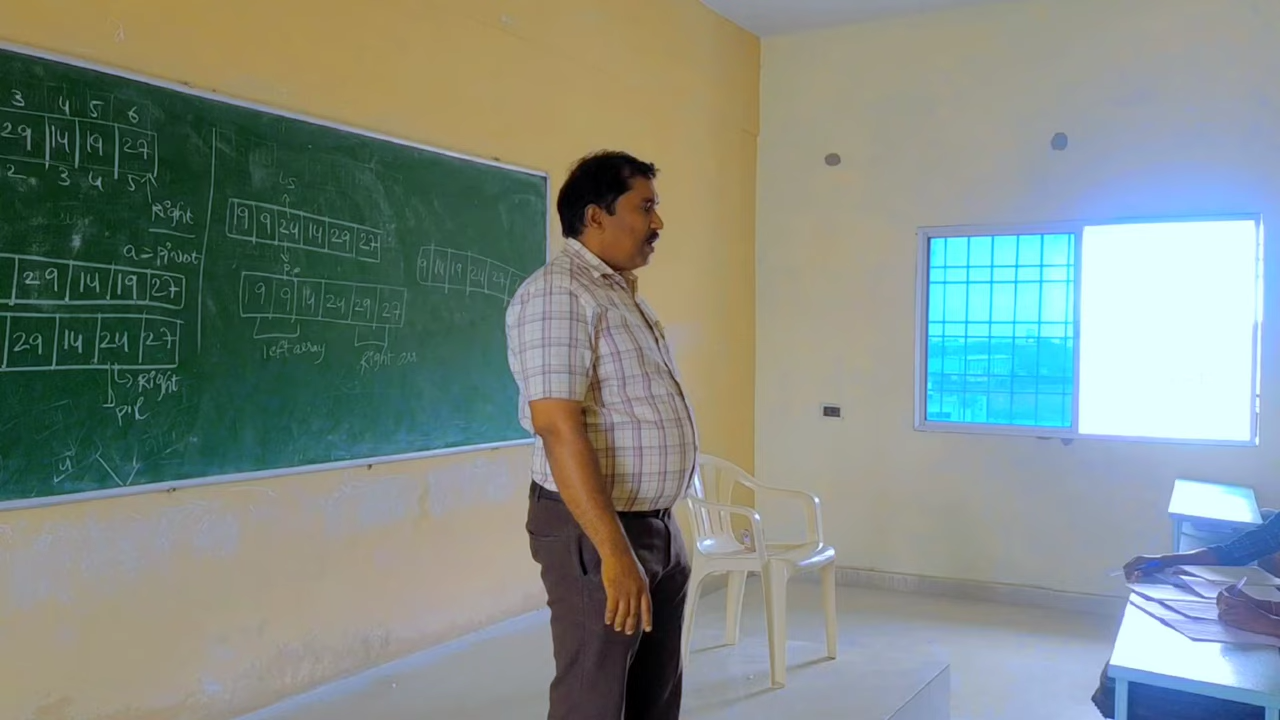 3 4 5 6
29 14 19 27
2 3 4 5
Right
a = pivot
29 14 19 27
29 14 24 27
Right
LS
19 9 24 14 29 27
19 9 14 24 29 27
left array
Right
9 14 19 24 27